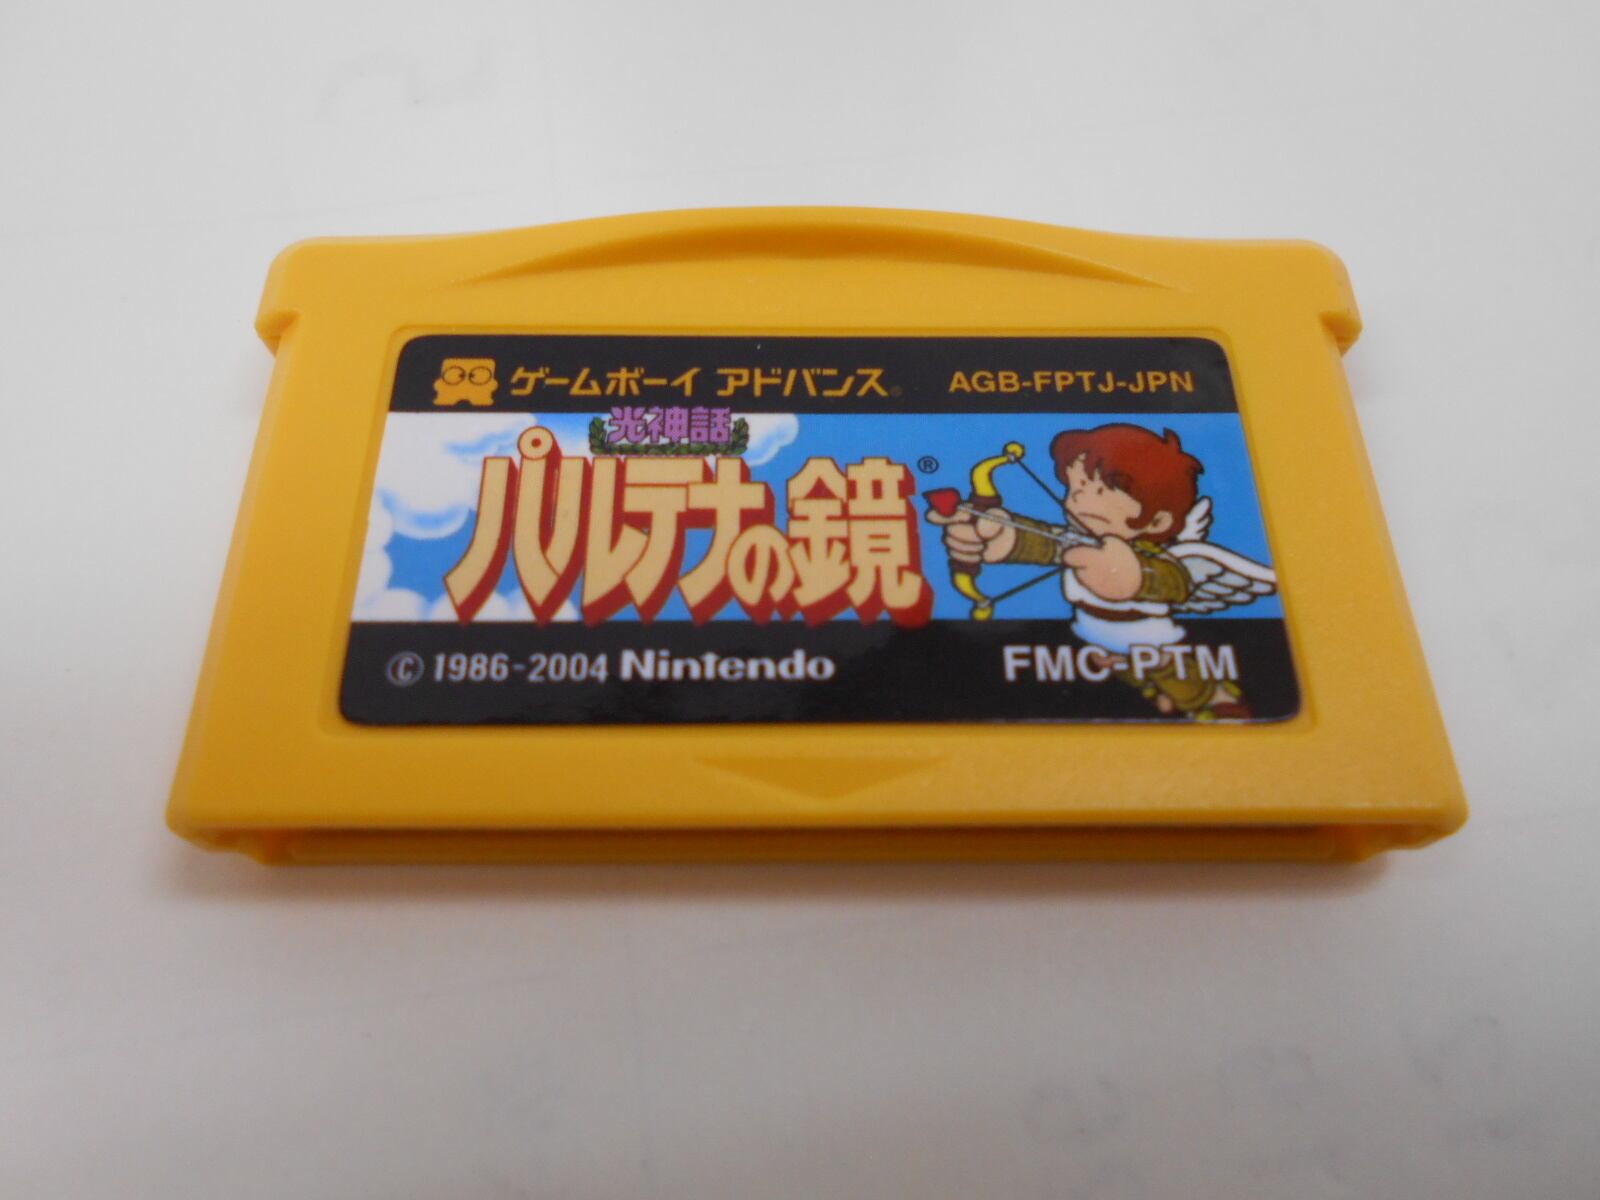 ゲームボーイ アドバンス AGB-FPTJ-JPN
光神話
パルテナの鏡®
© 1986-2004 Nintendo FMC-PTM